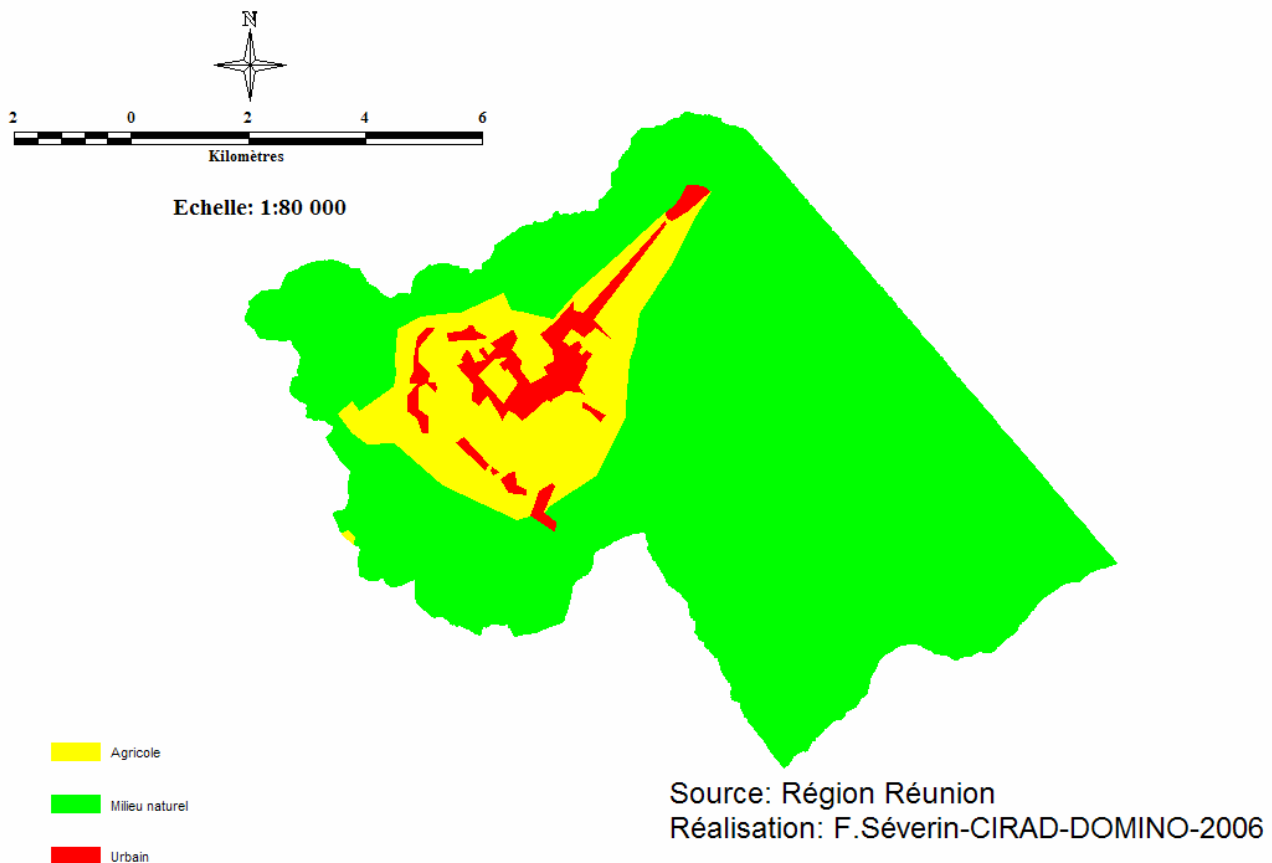 N
2 0 2 4 6
Kilomètres
Echelle: 1:80 000
Agricole
Milieu naturel
Urbain
Source: Région Réunion
Réalisation: F.Séverin-CIRAD-DOMINO-2006